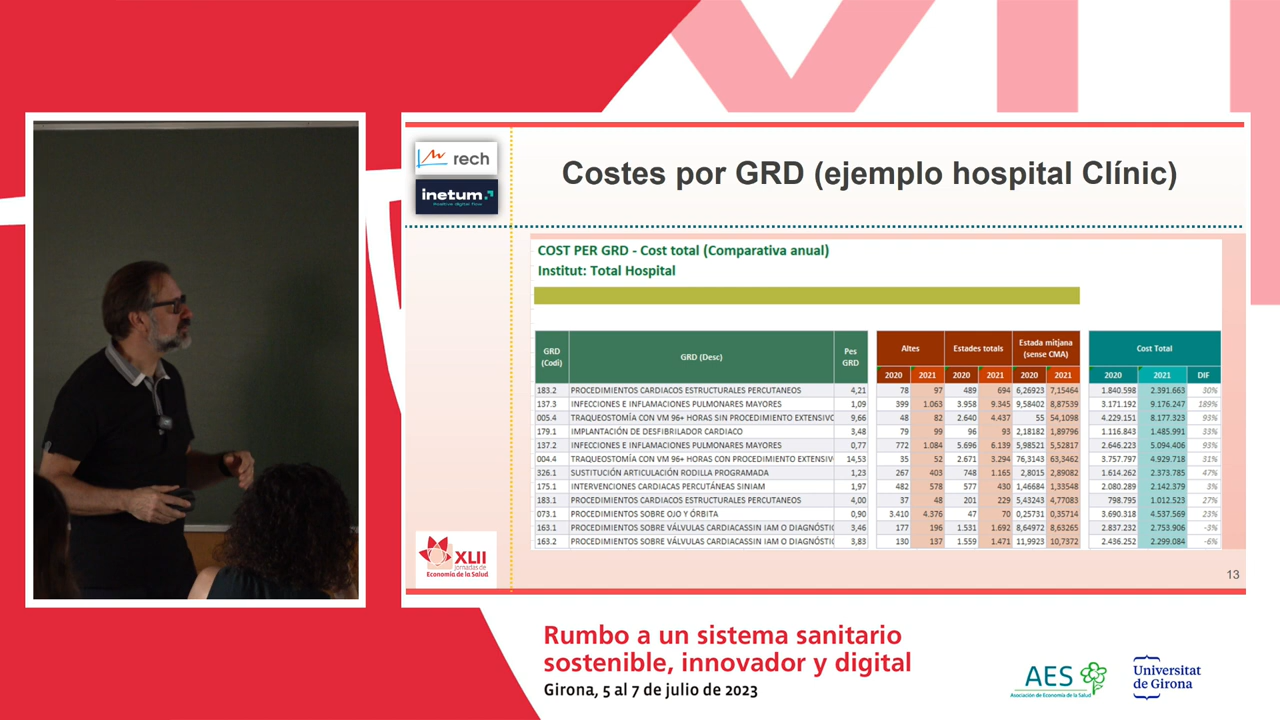 rech
inetum.
Positive digital flow
Costes por GRD (ejemplo hospital Clínic)
COST PER GRD - Cost total (Comparativa anual)
Institut: Total Hospital
GRD (Codi) GRD (Desc) Pes GRD Altes Estades totals Estada mitjana (sense CMA) Cost Total
2020 2021 2020 2021 2020 2021 2020 2021 DIF
183.2 PROCEDIMIENTOS CARDIACOS ESTRUCTURALES PERCUTANEOS 4,21 78 97 489 694 6,26923 7,15464 1.840.598 2.391.663 30%
137.3 INFECCIONES E INFLAMACIONES PULMONARES MAYORES 1,09 399 1.063 3.958 9.345 9,58402 8,87539 3.171.192 9.176.247 189%
005.4 TRAQUEOSTOMÍA CON VM 96+ HORAS SIN PROCEDIMIENTO EXTENSIVO 9,66 48 82 2.640 4.437 55 54,1098 4.229.151 8.177.323 93%
179.1 IMPLANTACIÓN DE DESFIBRILADOR CARDIACO 3,48 79 99 96 93 2,18182 1,89796 1.116.843 1.485.991 33%
137.2 INFECCIONES E INFLAMACIONES PULMONARES MAYORES 0,77 772 1.084 5.696 6.139 5,98521 5,52817 2.646.223 5.094.406 93%
004.4 TRAQUEOSTOMÍA CON VM 96+ HORAS CON PROCEDIMIENTO EXTENSIV 14,53 35 52 2.671 3.294 76,3143 63,3462 3.757.797 4.929.718 31%
326.1 SUSTITUCIÓN ARTICULACIÓN RODILLA PROGRAMADA 1,23 267 403 748 1.165 2,8015 2,89082 1.614.262 2.373.785 47%
175.1 INTERVENCIONES CARDIACAS PERCUTÁNEAS SINIAM 1,97 482 578 577 430 1,46684 1,33548 2.080.289 2.142.379 3%
183.1 PROCEDIMIENTOS CARDIACOS ESTRUCTURALES PERCUTANEOS 4,00 37 48 201 229 5,43243 4,77083 798.795 1.012.523 27%
073.1 PROCEDIMIENTOS SOBRE OJO Y ÓRBITA 0,90 3.410 4.376 47 70 0,25731 0,35714 3.690.318 4.537.569 23%
163.1 PROCEDIMIENTOS SOBRE VÁLVULAS CARDIACASSIN IAM O DIAGNÓSTIC 3,46 177 196 1.531 1.692 8,64972 8,63265 2.837.232 2.753.906 -3%
163.2 PROCEDIMIENTOS SOBRE VÁLVULAS CARDIACASSIN IAM O DIAGNÓSTIC 3,83 130 137 1.559 1.471 11,9923 10,7372 2.436.252 2.299.084 -6%
XLII
Jornadas de
Economía de la Salud
13
Rumbo a un sistema sanitario
sostenible, innovador y digital
Girona, 5 al 7 de julio de 2023
AES
Asociación de Economía de la Salud
Universitat
de Girona